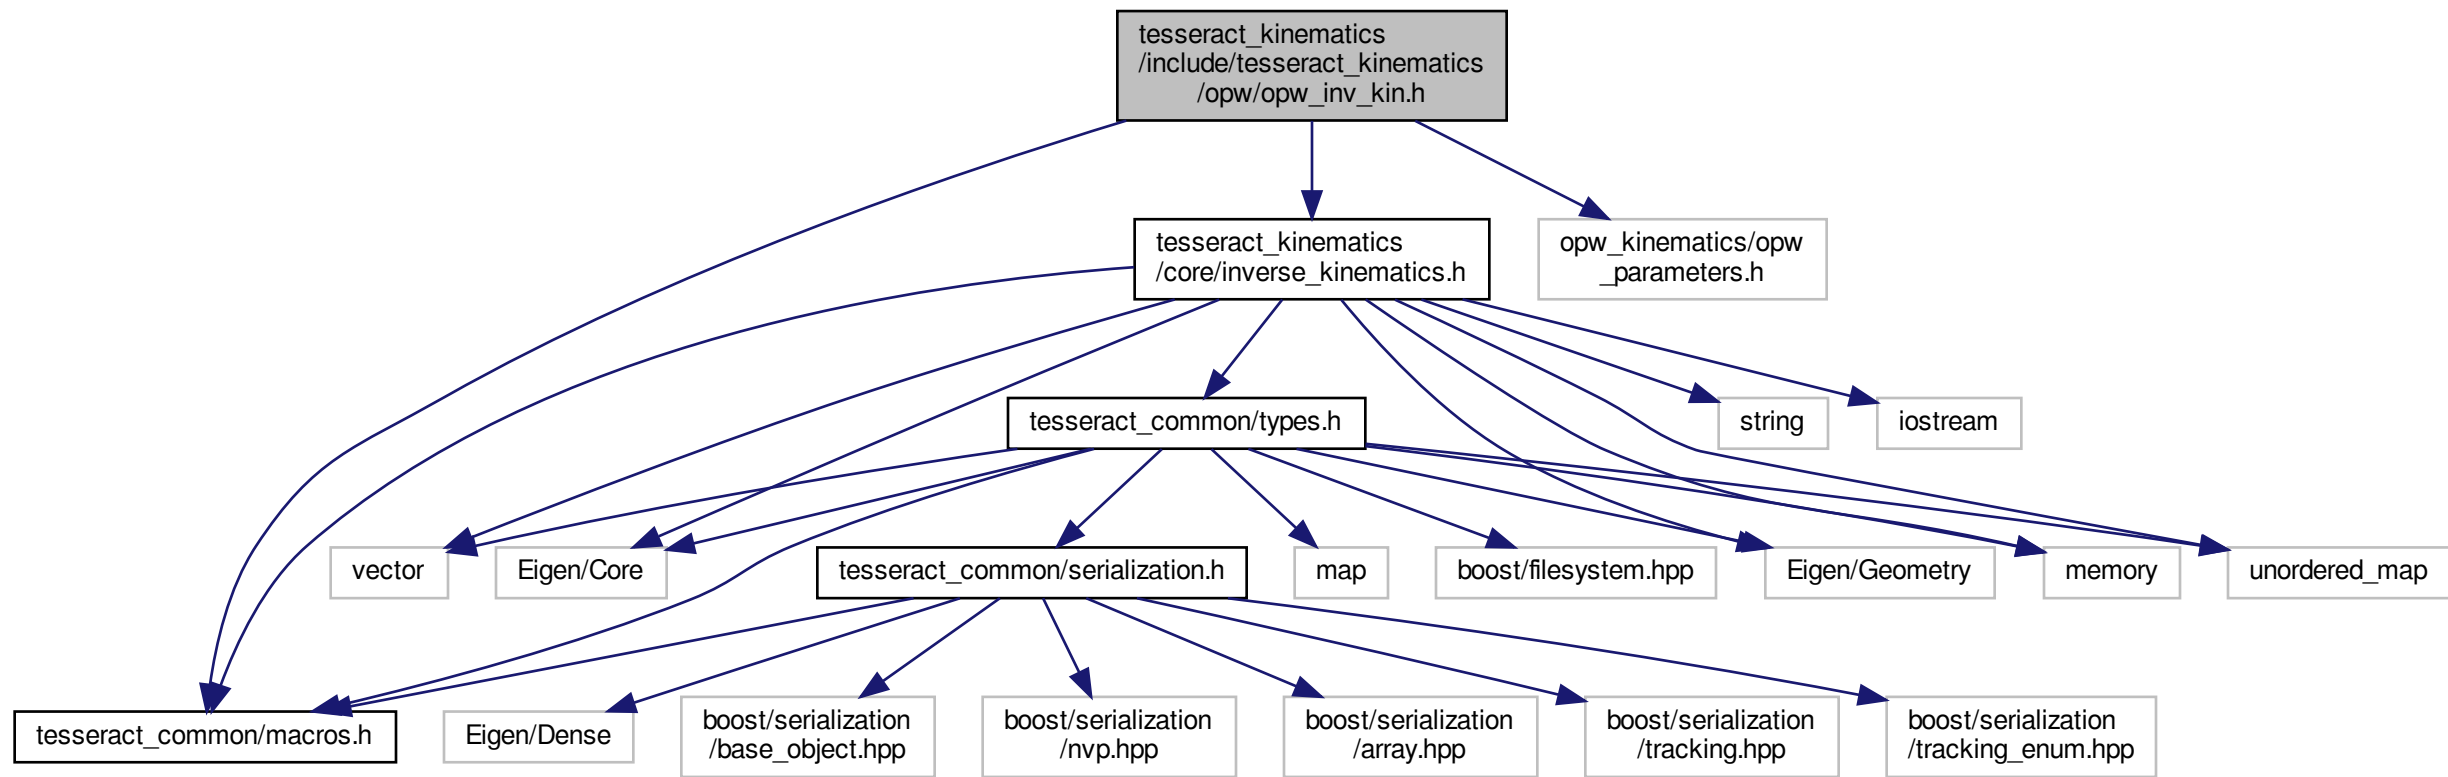 tesseract_kinematics
/include/tesseract_kinematics
/opw/opw_inv_kin.h
tesseract_kinematics
/core/inverse_kinematics.h
opw_kinematics/opw
_parameters.h
tesseract_common/types.h
string
iostream
vector
Eigen/Core
tesseract_common/serialization.h
map
boost/filesystem.hpp
Eigen/Geometry
memory
unordered_map
tesseract_common/macros.h
Eigen/Dense
boost/serialization
/base_object.hpp
boost/serialization
/nvp.hpp
boost/serialization
/array.hpp
boost/serialization
/tracking.hpp
boost/serialization
/tracking_enum.hpp